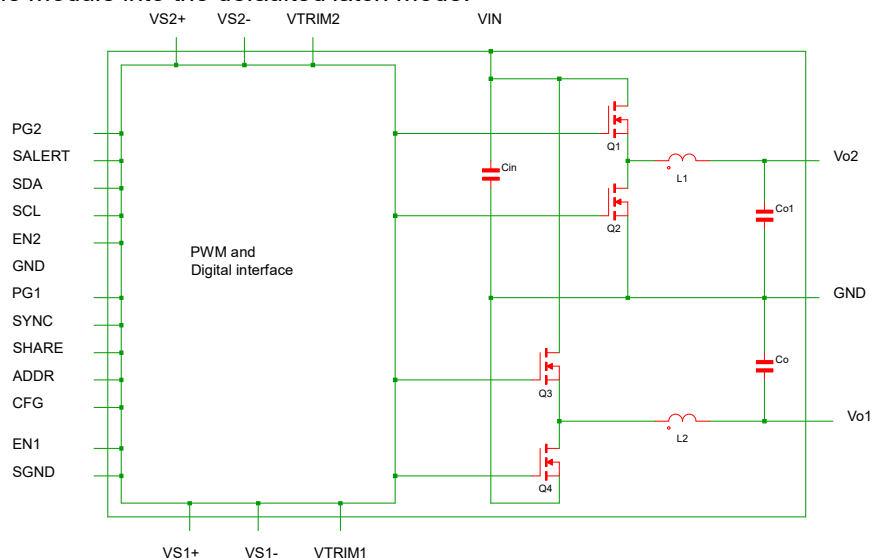 VS2+ VS2- VTRIM2 VIN
PG2
SALERT
SDA
SCL
EN2
GND
PG1
SYNC
SHARE
ADDR
CFG
EN1
SGND
PWM and
Digital interface
Cin
Q1
Q2
L1
Co1
Vo2
GND
Q3
Q4
L2
Co
Vo1
VS1+ VS1- VTRIM1